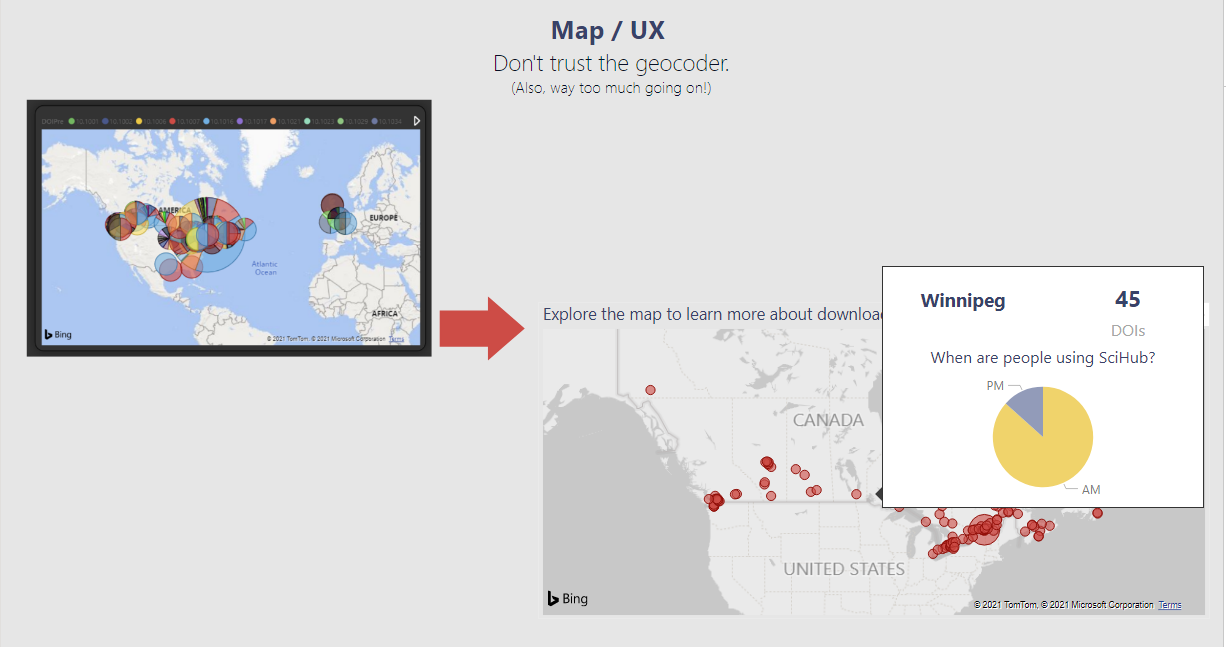 Map / UX
Don't trust the geocoder.
(Also, way too much going on!)
DOIPre 10.1001 10.1002 10.1006 10.1007 10.1016 10.1017 10.1021 10.1023 10.1029 10.1034
AMERICA
EUROPE
Atlantic
Ocean
AFRICA
Bing
© 2021 TomTom, © 2021 Microsoft Corporation Terms
Explore the map to learn more about downloa
Winnipeg 45
DOIs
When are people using SciHub?
PM
AM
CANADA
UNITED STATES
Bing
© 2021 TomTom, © 2021 Microsoft Corporation Terms